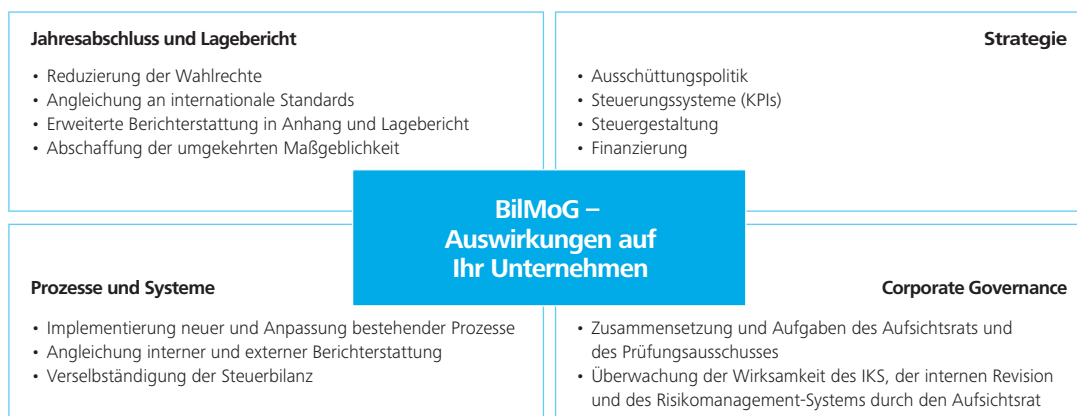 Jahresabschluss und Lagebericht
• Reduzierung der Wahlrechte
• Angleichung an internationale Standards
• Erweiterte Berichterstattung in Anhang und Lagebericht
• Abschaffung der umgekehrten Maßgeblichkeit
Strategie
• Ausschüttungspolitik
• Steuerungssysteme (KPIs)
• Steuergestaltung
• Finanzierung
BilMoG –
Auswirkungen auf
Ihr Unternehmen
Prozesse und Systeme
• Implementierung neuer und Anpassung bestehender Prozesse
• Angleichung interner und externer Berichterstattung
• Verselbständigung der Steuerbilanz
Corporate Governance
• Zusammensetzung und Aufgaben des Aufsichtsrats und
des Prüfungsausschusses
• Überwachung der Wirksamkeit des IKS, der internen Revision
und des Risikomanagement-Systems durch den Aufsichtsrat